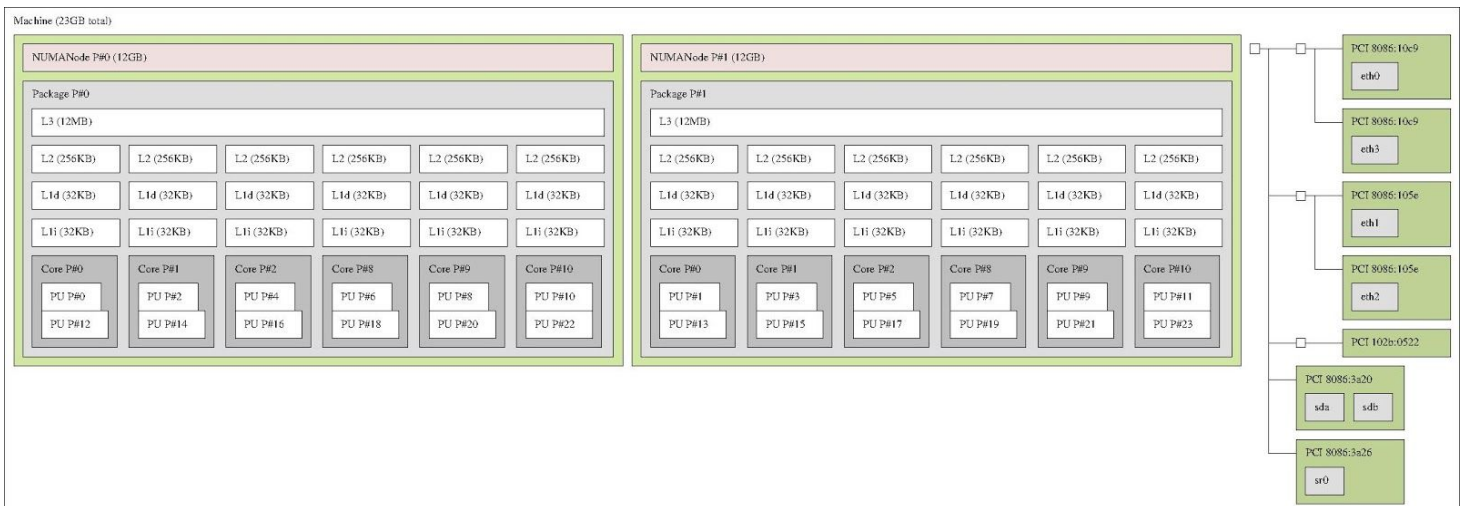 Machine (23GB total)
NUMANode P#0 (12GB)
Package P#0
L3 (12MB)
L2 (256KB) L2 (256KB) L2 (256KB) L2 (256KB) L2 (256KB) L2 (256KB)
L1d (32KB) L1d (32KB) L1d (32KB) L1d (32KB) L1d (32KB) L1d (32KB)
L1i (32KB) L1i (32KB) L1i (32KB) L1i (32KB) L1i (32KB) L1i (32KB)
Core P#0 Core P#1 Core P#2 Core P#8 Core P#9 Core P#10
PU P#0 PU P#2 PU P#4 PU P#6 PU P#8 PU P#10
PU P#12 PU P#14 PU P#16 PU P#18 PU P#20 PU P#22
NUMANode P#1 (12GB)
Package P#1
L3 (12MB)
L2 (256KB) L2 (256KB) L2 (256KB) L2 (256KB) L2 (256KB) L2 (256KB)
L1d (32KB) L1d (32KB) L1d (32KB) L1d (32KB) L1d (32KB) L1d (32KB)
L1i (32KB) L1i (32KB) L1i (32KB) L1i (32KB) L1i (32KB) L1i (32KB)
Core P#0 Core P#1 Core P#2 Core P#8 Core P#9 Core P#10
PU P#1 PU P#3 PU P#5 PU P#7 PU P#9 PU P#11
PU P#13 PU P#15 PU P#17 PU P#19 PU P#21 PU P#23
PCI 8086:10c9
eth0
PCI 8086:10c9
eth3
PCI 8086:105e
eth1
PCI 8086:105e
eth2
PCI 102b:0522
PCI 8086:3a20
sda sdb
PCI 8086:3a26
sr0